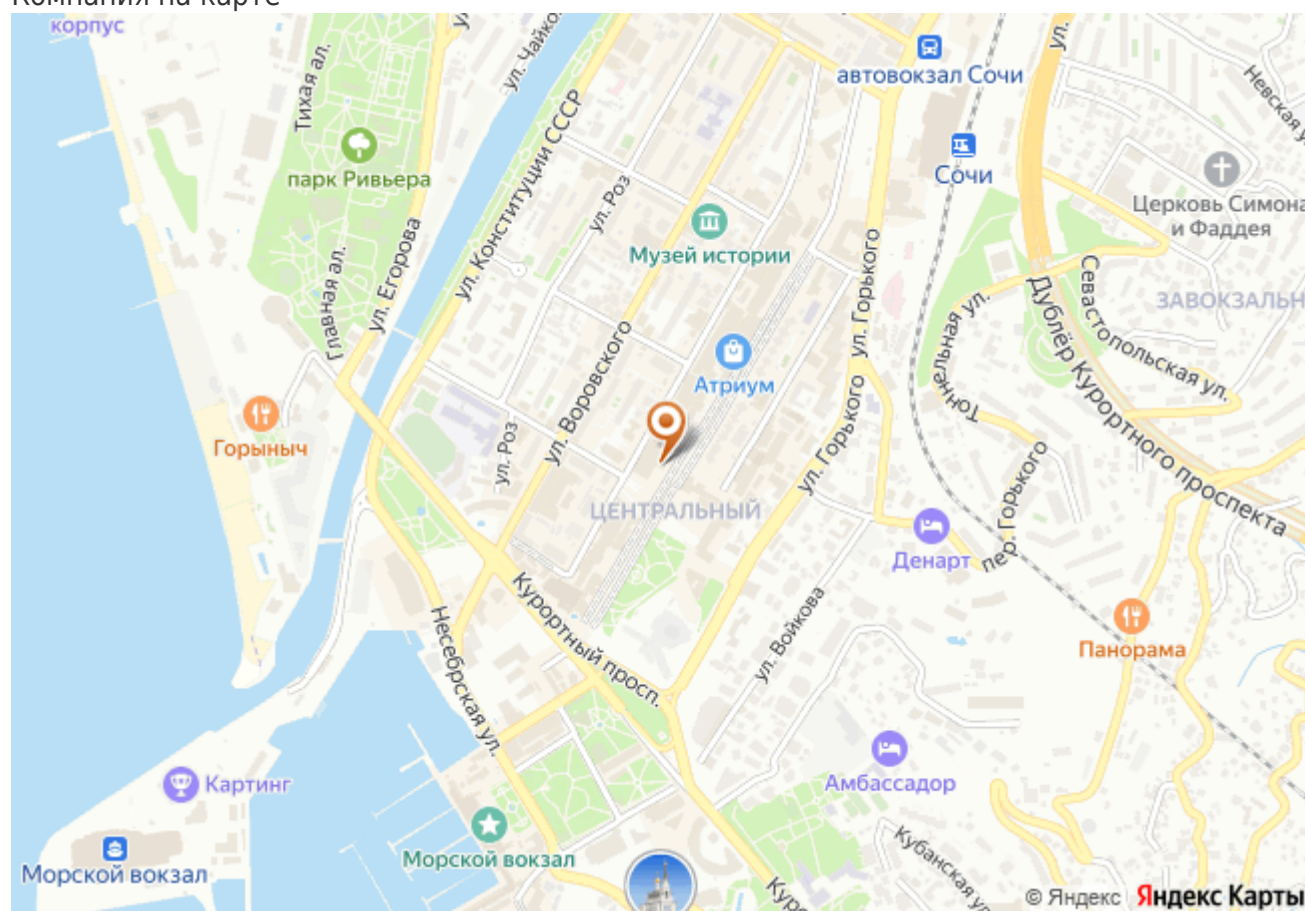 Компания на карте
корпус
ул. Чайко
ул.
автовокзал Сочи
Тихая ал.
Невская ул
парк Ривьера
ул. Конституции СССР
ул. Роз
Сочи
Церковь Симона
и Фаддея
Музей истории
Главная ал.
ул. Егорова
ул. Горького
Севастопольская ул.
ЗАВОКЗАЛЬН
Дублёр Курортного проспекта
Тоннельная ул.
ул. Воровского
Атриум
Горыныч
ул. Роз
ул. Горького
пер. Горького
ЦЕНТРАЛЬНЫЙ
Денарт
Курортный просп.
Несебрская ул.
ул. Войкова
Панорама
Картинг
Амбассадор
Морской вокзал
Морской вокзал
Кубанская ул
Куро
© Яндекс Яндекс Карты